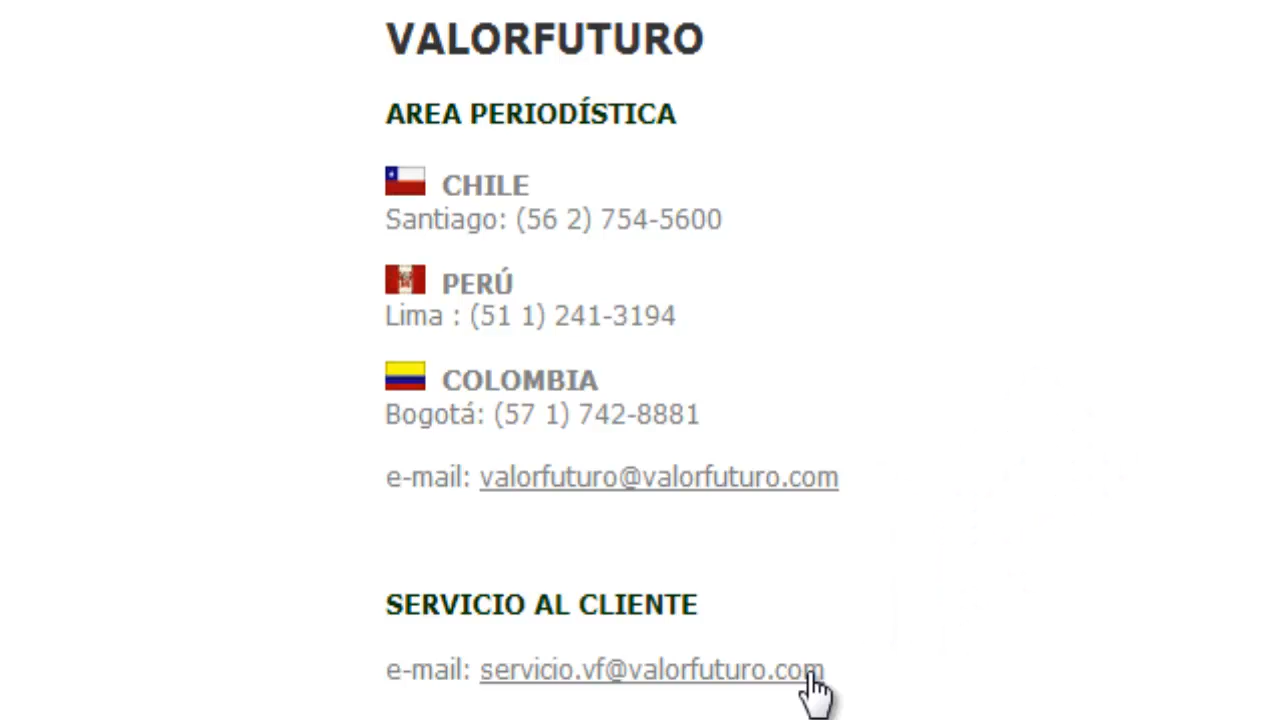 VALORFUTURO
AREA PERIODÍSTICA
CHILE
Santiago: (56 2) 754-5600
PERÚ
Lima : (51 1) 241-3194
COLOMBIA
Bogotá: (57 1) 742-8881
e-mail: valorfuturo@valorfuturo.com
SERVICIO AL CLIENTE
e-mail: servicio.vf@valorfuturo.com